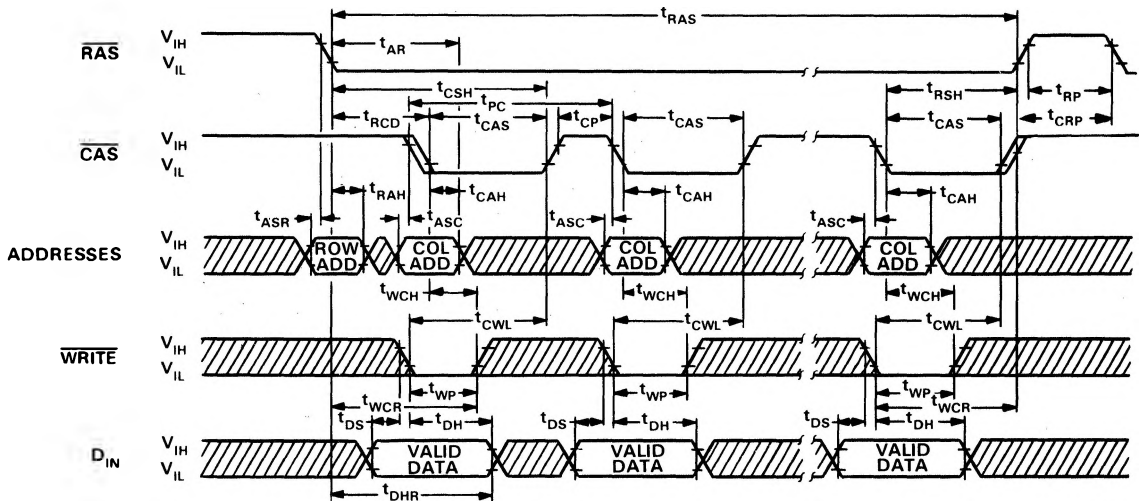 tRAS
RAS VIH VIL
tAR
tCSH
tPC
tRSH
tRP
tRCD tCAS tCP tCAS tCAS tCRP
CAS VIH VIL
tRAH tCAH tCAH tCAH
tASR tASC tASC tASC
ADDRESSES VIH VIL
ROW ADD
COL ADD
COL ADD
COL ADD
tWCH tWCH tWCH
tCWL tCWL tCWL
WRITE VIH VIL
tWP tWP tWP
tWCR tWCR
tDS tDH tDS tDH tDS tDH
DIN VIH VIL
VALID DATA
VALID DATA
VALID DATA
tDHR